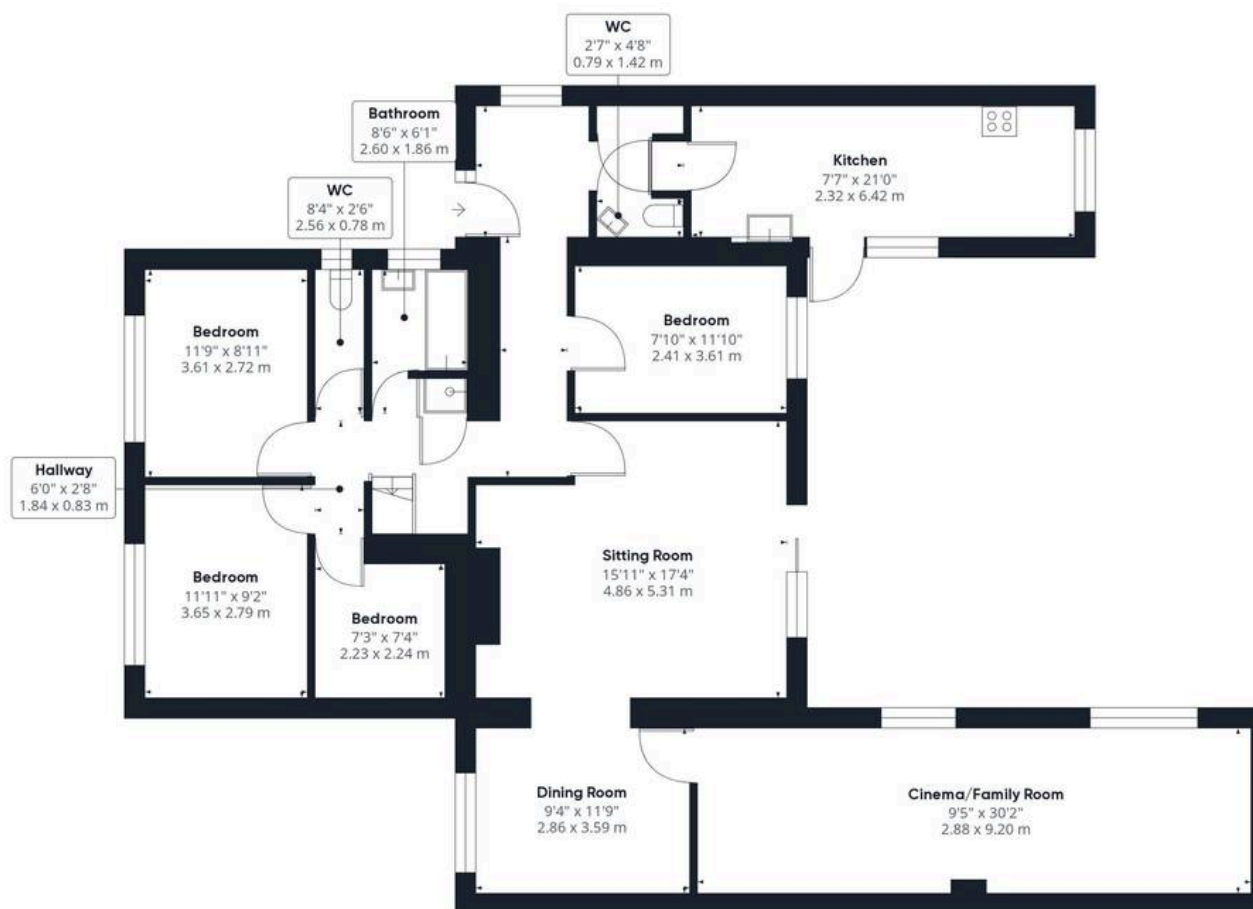 WC
2'7" x 4'8"
0.79 x 1.42 m
Bathroom
8'6" x 6'1"
2.60 x 1.86 m
WC
8'4" x 2'6"
2.56 x 0.78 m
Kitchen
7'7" x 21'0"
2.32 x 6.42 m
Bedroom
11'9" x 8'11"
3.61 x 2.72 m
Bedroom
7'10" x 11'10"
2.41 x 3.61 m
Hallway
6'0" x 2'8"
1.84 x 0.83 m
Bedroom
11'11" x 9'2"
3.65 x 2.79 m
Bedroom
7'3" x 7'4"
2.23 x 2.24 m
Sitting Room
15'11" x 17'4"
4.86 x 5.31 m
Dining Room
9'4" x 11'9"
2.86 x 3.59 m
Cinema/Family Room
9'5" x 30'2"
2.88 x 9.20 m